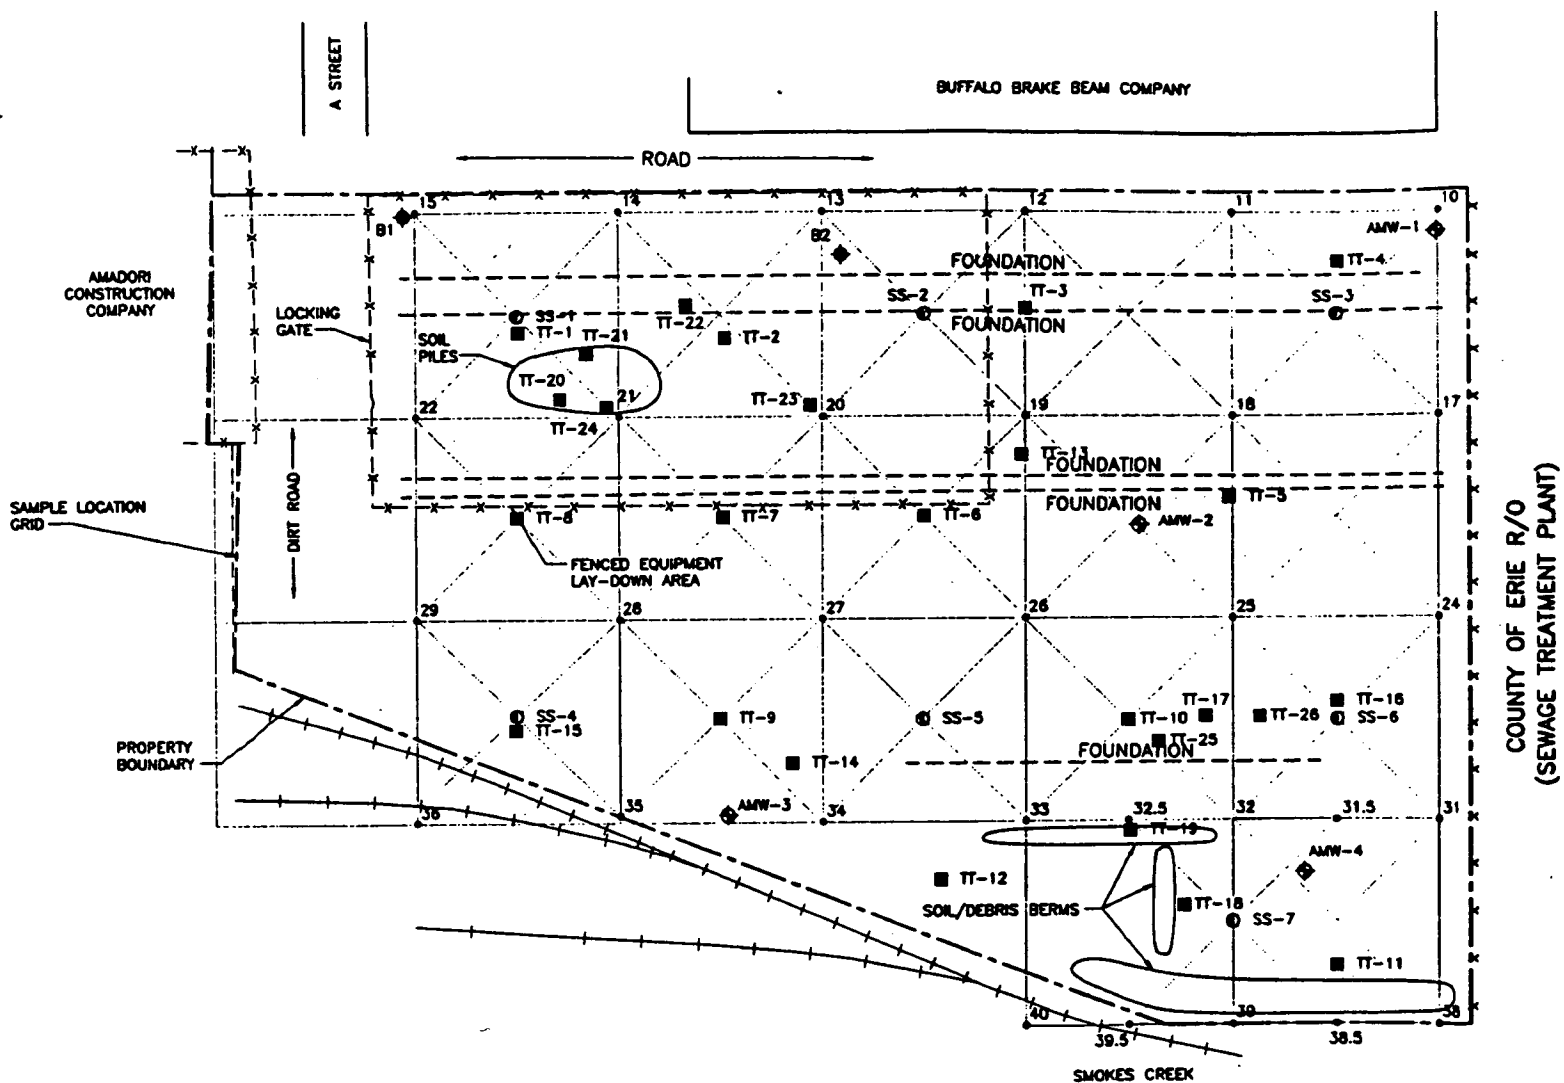 A STREET
BUFFALO BRAKE BEAM COMPANY
ROAD
15
14
13
12
11
10
B1
B2
AMW-1
FOUNDATION
TT-4
AMADORI
CONSTRUCTION
COMPANY
LOCKING
GATE
SS-1
TT-22
SS-2
TT-3
SS-3
FOUNDATION
TT-1
TT-21
TT-2
SOIL
PILES
TT-20
21
TT-23
22
20
19
18
17
TT-24
TT-13
FOUNDATION
SAMPLE LOCATION
GRID
DIRT ROAD
TT-8
TT-7
TT-6
FOUNDATION
TT-5
AMW-2
FENCED EQUIPMENT
LAY-DOWN AREA
COUNTY OF ERIE R/O
(SEWAGE TREATMENT PLANT)
29
28
27
26
25
24
TT-17
TT-16
SS-4
TT-9
SS-5
TT-10
TT-26
SS-6
TT-15
TT-25
PROPERTY
BOUNDARY
FOUNDATION
TT-14
36
35
AMW-3
34
33
32.5
32
31.5
31
TT-19
AMW-4
TT-12
SOIL/DEBRIS BERMS
TT-18
SS-7
TT-11
40
39
38
39.5
38.5
SMOKES CREEK